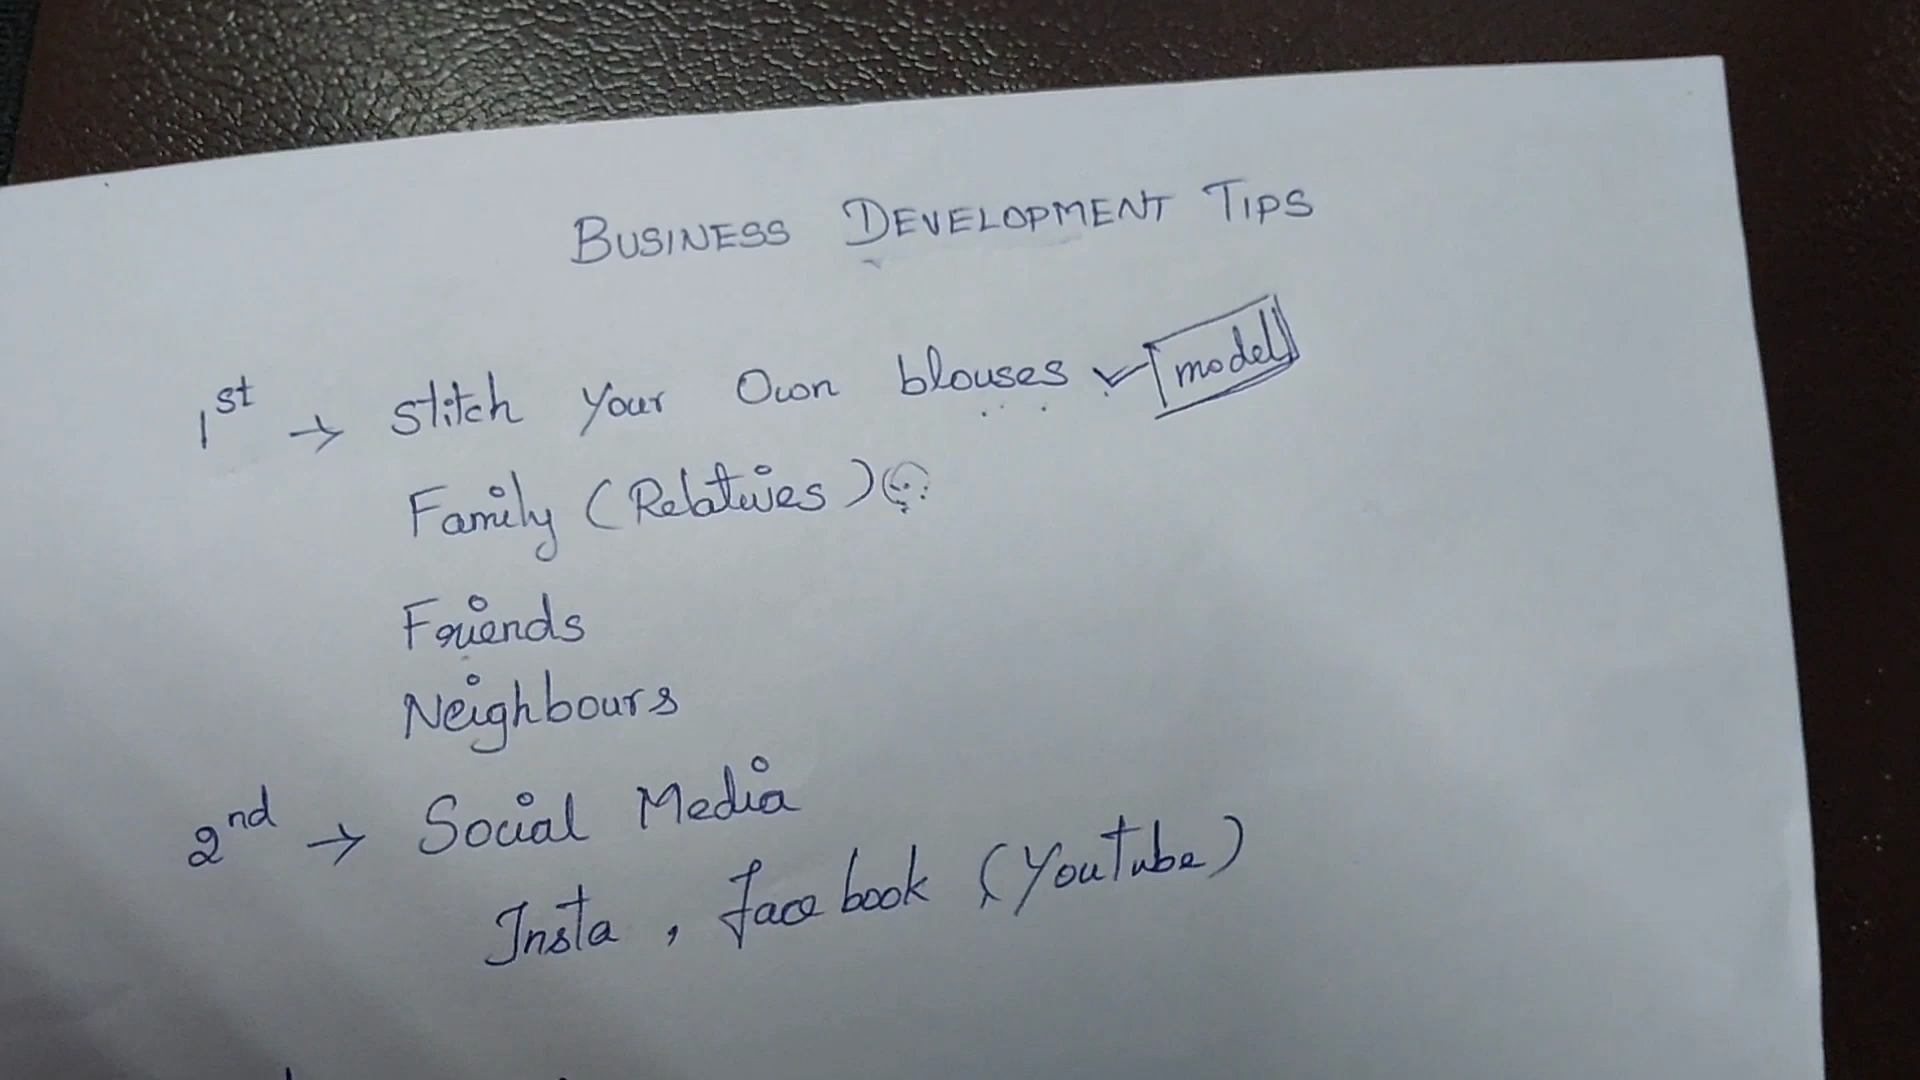 BUSINESS DEVELOPMENT TIPS
1st → stitch your Own blouses ✓ model
Family (Relatives)
Friends
Neighbours
2nd → Social Media
Insta, facebook (YouTube)